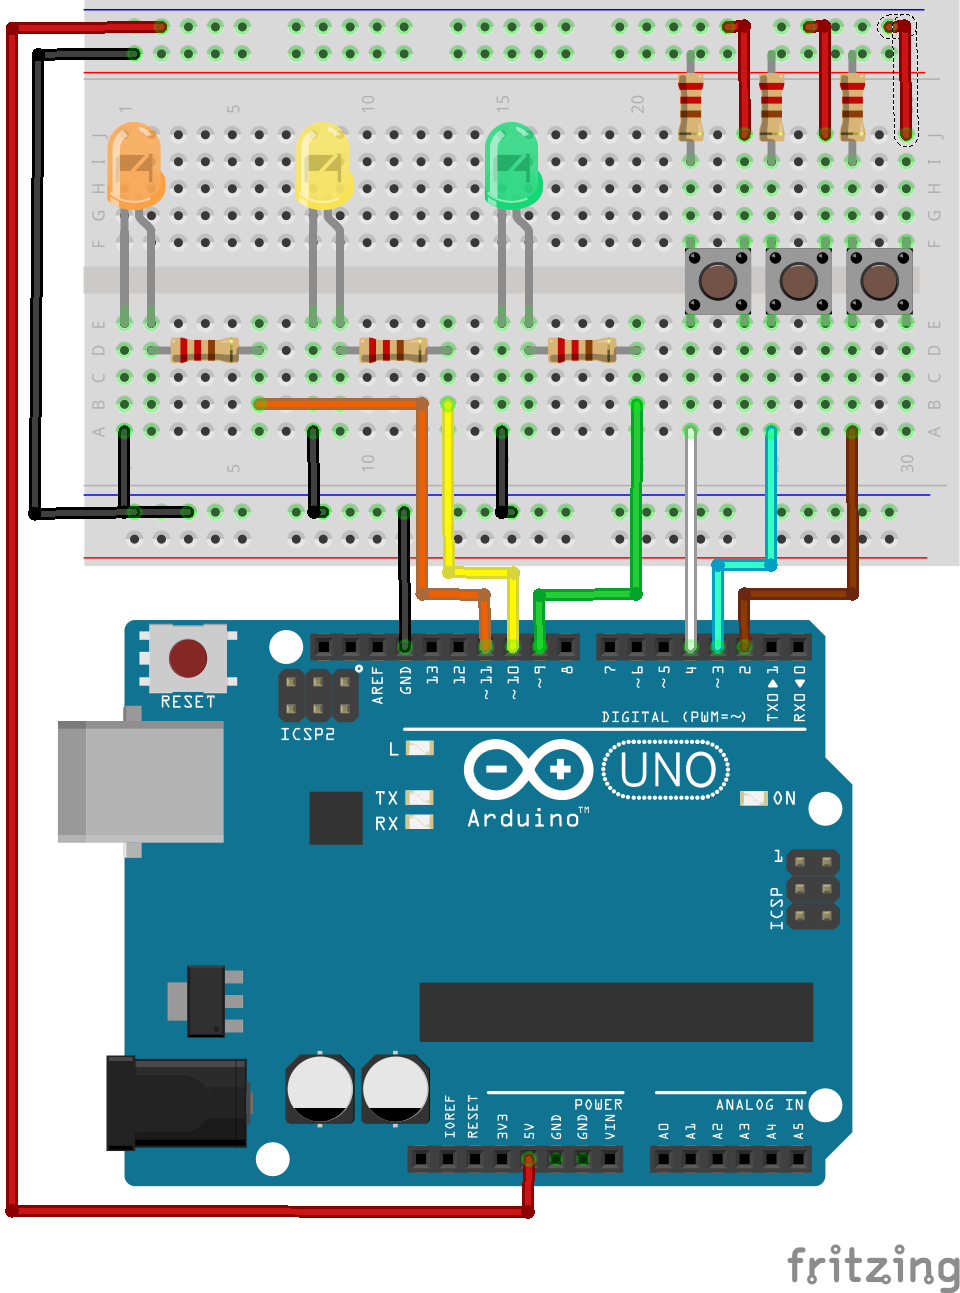 1 5 10 15 20
J J
I I
H H
G G
F F
E E
D D
C C
B B
A A
5 10 30
RESET
ICSP2
AREF
GND
13
12
~11
~10
~9
8
7
~6
~5
4
~3
2
TX0▶1
RX0◀0
DIGITAL (PWM=~)
L
TX
RX
Arduino™
UNO
ON
1
ICSP
IOREF
RESET
3V3
5V
GND
GND
VIN
POWER
ANALOG IN
A0
A1
A2
A3
A4
A5
fritzing